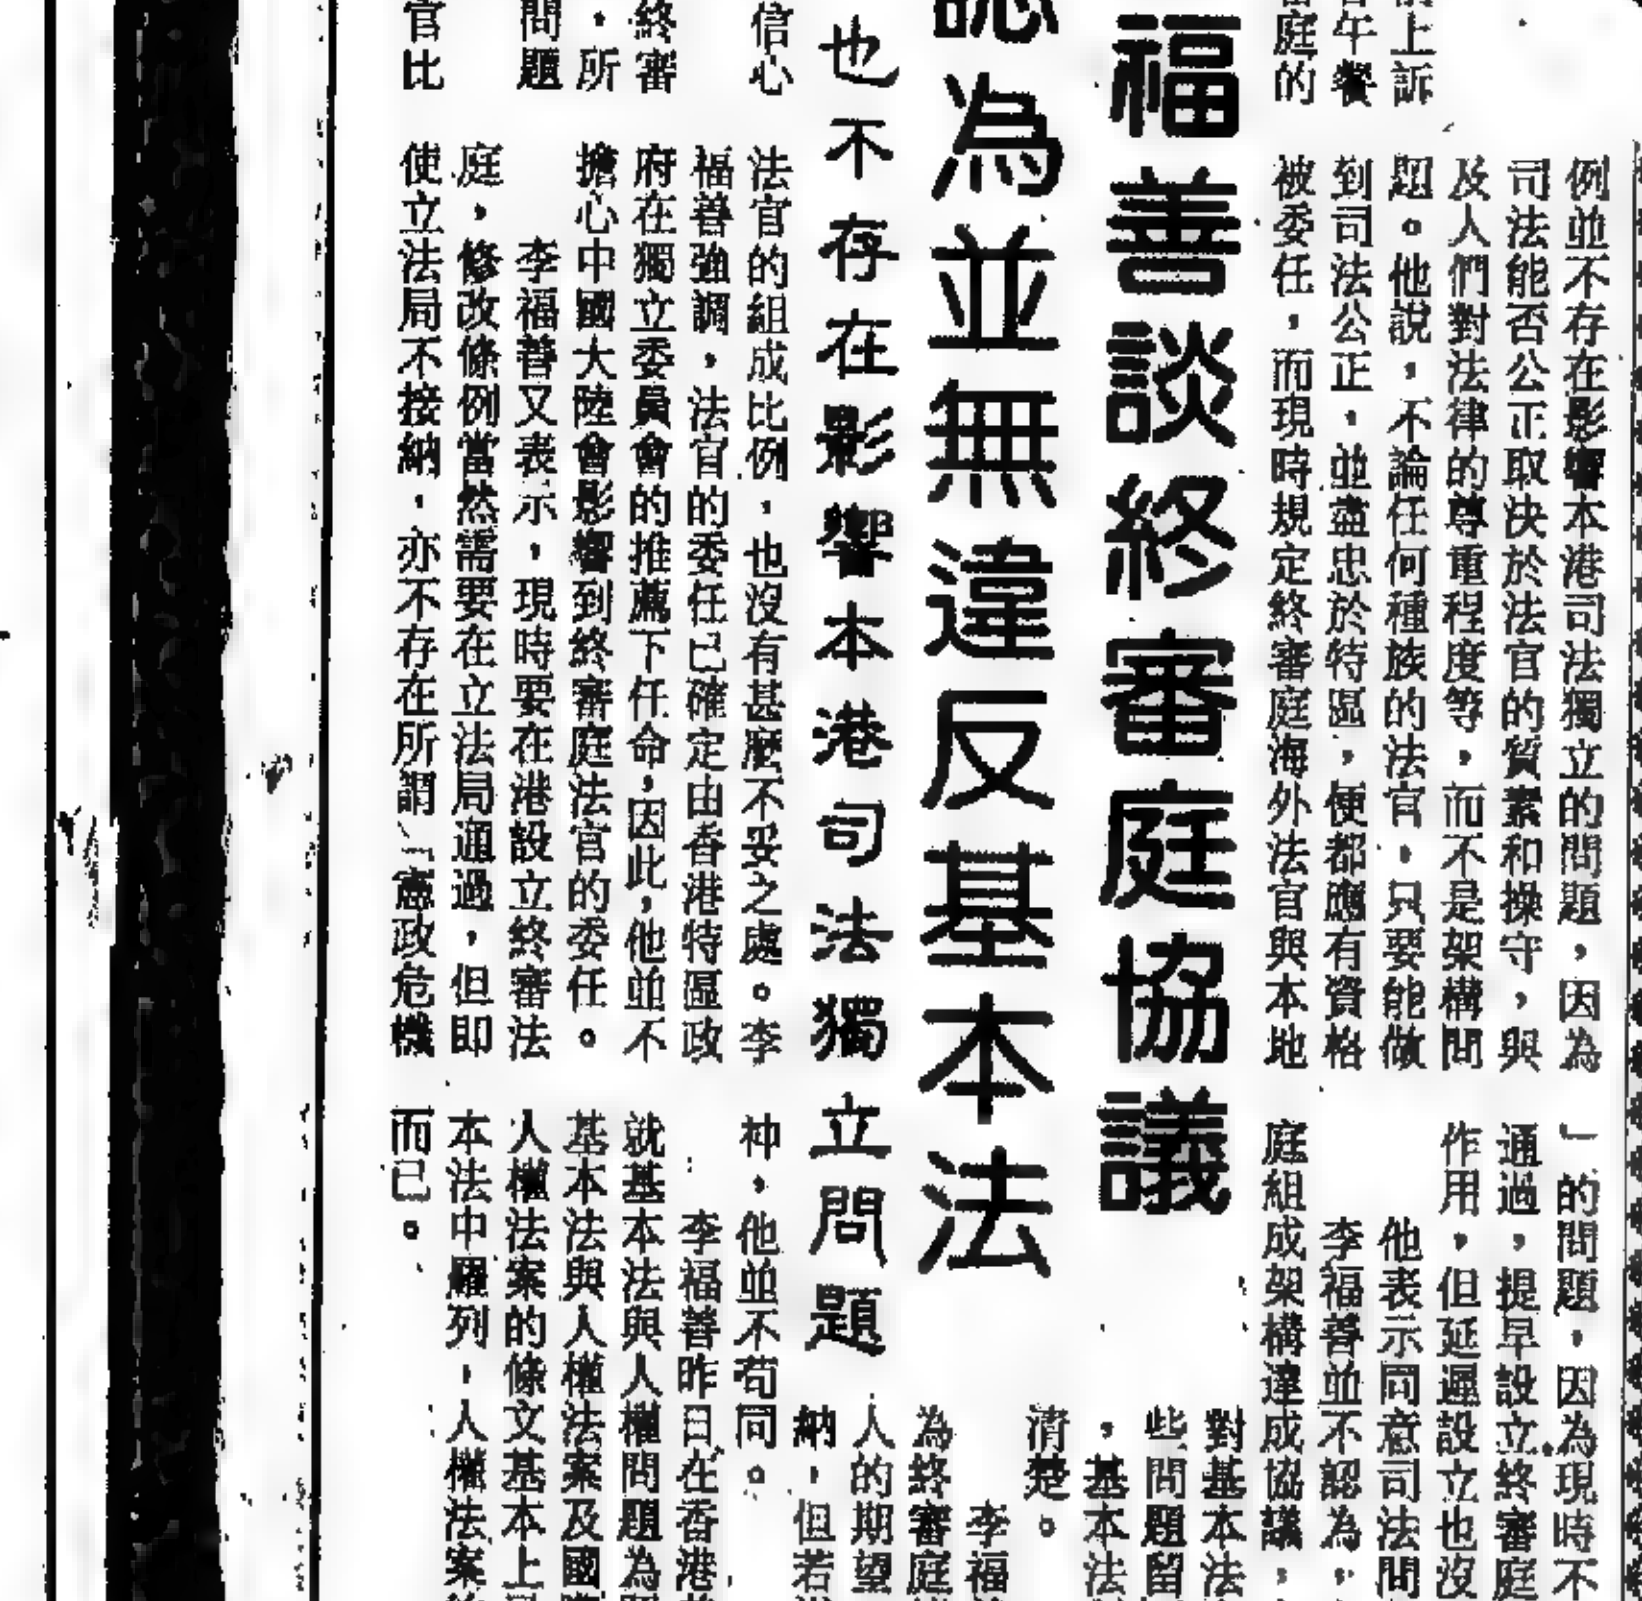 福善談終審庭協議
認為並無違反基本法
也不存在影響本港司法獨立問題
上訴
午餐
庭的
例並不存在影響本港司法獨立的問題，因為
司法能否公正取決於法官的質素和操守，與
及人們對法律的尊重程度等，而不是架構問
題。他說，不論任何種族的法官，只要能做
到司法公正，並盡忠於特區，便都應有資格
被委任，而現時規定終審庭海外法官與本地
信心
終審
，所
問題
官比
法官的組成比例，也沒有甚麼不妥之處。李
福善強調，法官的委任已確定由香港特區政
府在獨立委員會的推薦下任命，因此，他並不
擔心中國大陸會影響到終審庭法官的委任。
李福善又表示，現時要在港設立終審法
庭，修改條例當然需要在立法局通過，但即
使立法局不接納，亦不存在所謂「憲政危機
」的問題，因為現時不
通過，提早設立終審庭
作用，但延遲設立也沒
他表示同意司法問
李福善並不認為，
庭組成架構達成協議，
對基本法
些問題留
，基本法
清楚。
李福
為終審庭
人的期望
納，但若
神，他並不苟同。
李福善昨日在香港
就基本法與人權問題為
基本法與人權法案及國
人權法案的條文基本上
本法中羅列，人權法案
而已。